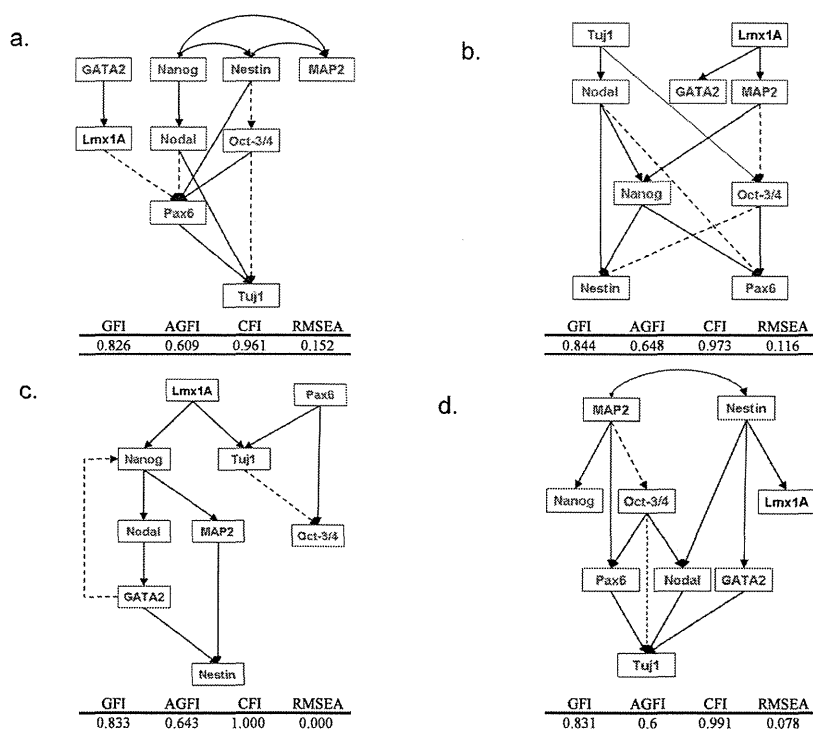 a.
GATA2 Nanog Nestin MAP2
Lmx1A Nodal Oct-3/4
Pax6
Tuj1
GFI AGFI CFI RMSEA
0.826 0.609 0.961 0.152
b.
Tuj1 Lmx1A
Nodal GATA2 MAP2
Nanog Oct-3/4
Nestin Pax6
GFI AGFI CFI RMSEA
0.844 0.648 0.973 0.116
c.
Lmx1A Pax6
Nanog Tuj1
Nodal MAP2 Oct-3/4
GATA2
Nestin
GFI AGFI CFI RMSEA
0.833 0.643 1.000 0.000
d.
MAP2 Nestin
Nanog Oct-3/4 Lmx1A
Pax6 Nodal GATA2
Tuj1
GFI AGFI CFI RMSEA
0.831 0.6 0.991 0.078